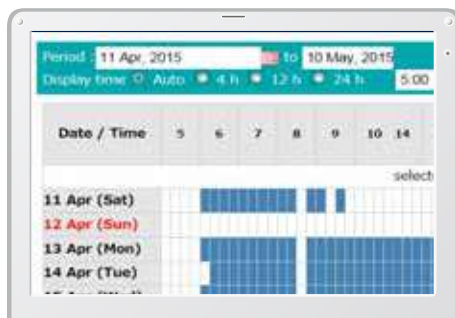 Period : 11 Apr, 2015 to 10 May, 2015
Display time Auto 4 h 12 h 24 h 5:00
Date / Time 5 6 7 8 9 10 14
select
11 Apr (Sat)
12 Apr (Sun)
13 Apr (Mon)
14 Apr (Tue)